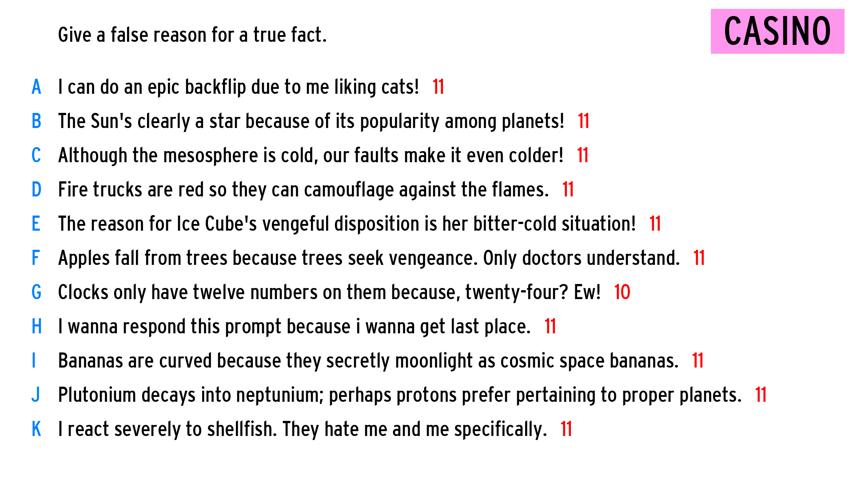 Give a false reason for a true fact.
CASINO
A I can do an epic backflip due to me liking cats! 11
B The Sun's clearly a star because of its popularity among planets! 11
C Although the mesosphere is cold, our faults make it even colder! 11
D Fire trucks are red so they can camouflage against the flames. 11
E The reason for Ice Cube's vengeful disposition is her bitter-cold situation! 11
F Apples fall from trees because trees seek vengeance. Only doctors understand. 11
G Clocks only have twelve numbers on them because, twenty-four? Ew! 10
H I wanna respond this prompt because i wanna get last place. 11
I Bananas are curved because they secretly moonlight as cosmic space bananas. 11
J Plutonium decays into neptunium; perhaps protons prefer pertaining to proper planets. 11
K I react severely to shellfish. They hate me and me specifically. 11